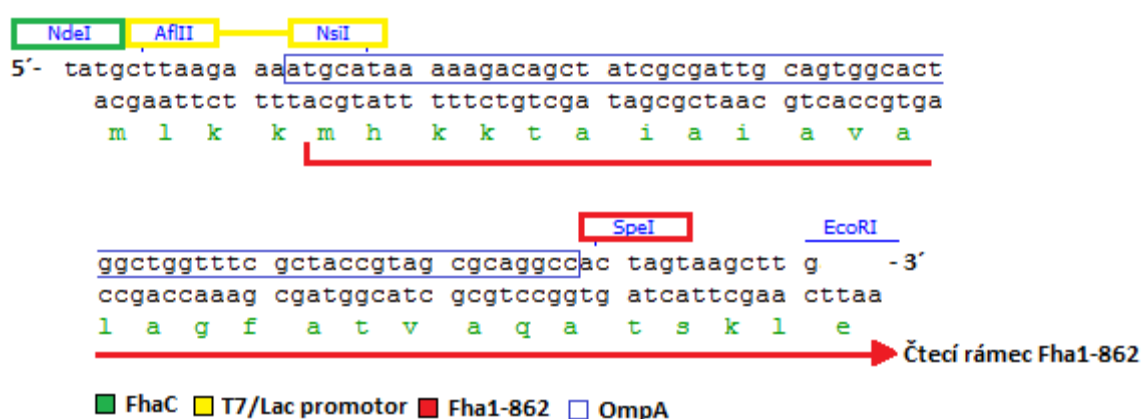 NdeI AflII NsiI
5´- tatgcttaaga aaatgcataa aaagacagct atcgcgattg cagtggcact
acgaattctt tttacgtatt tttctgtcga tagcgctaac gtcaccgtga
m l k k m h k k t a i a i a v a
SpeI EcoRI
ggctggtttc gctaccgtag cgcaggccac tagtaagctt g -3´
ccgaccaaag cgatggcatc gcgtccggtg atcattcgaa cttaa
l a g f a t v a q a t s k l e
Čtecí rámec Fha1-862
FhaC T7/Lac promotor Fha1-862 OmpA